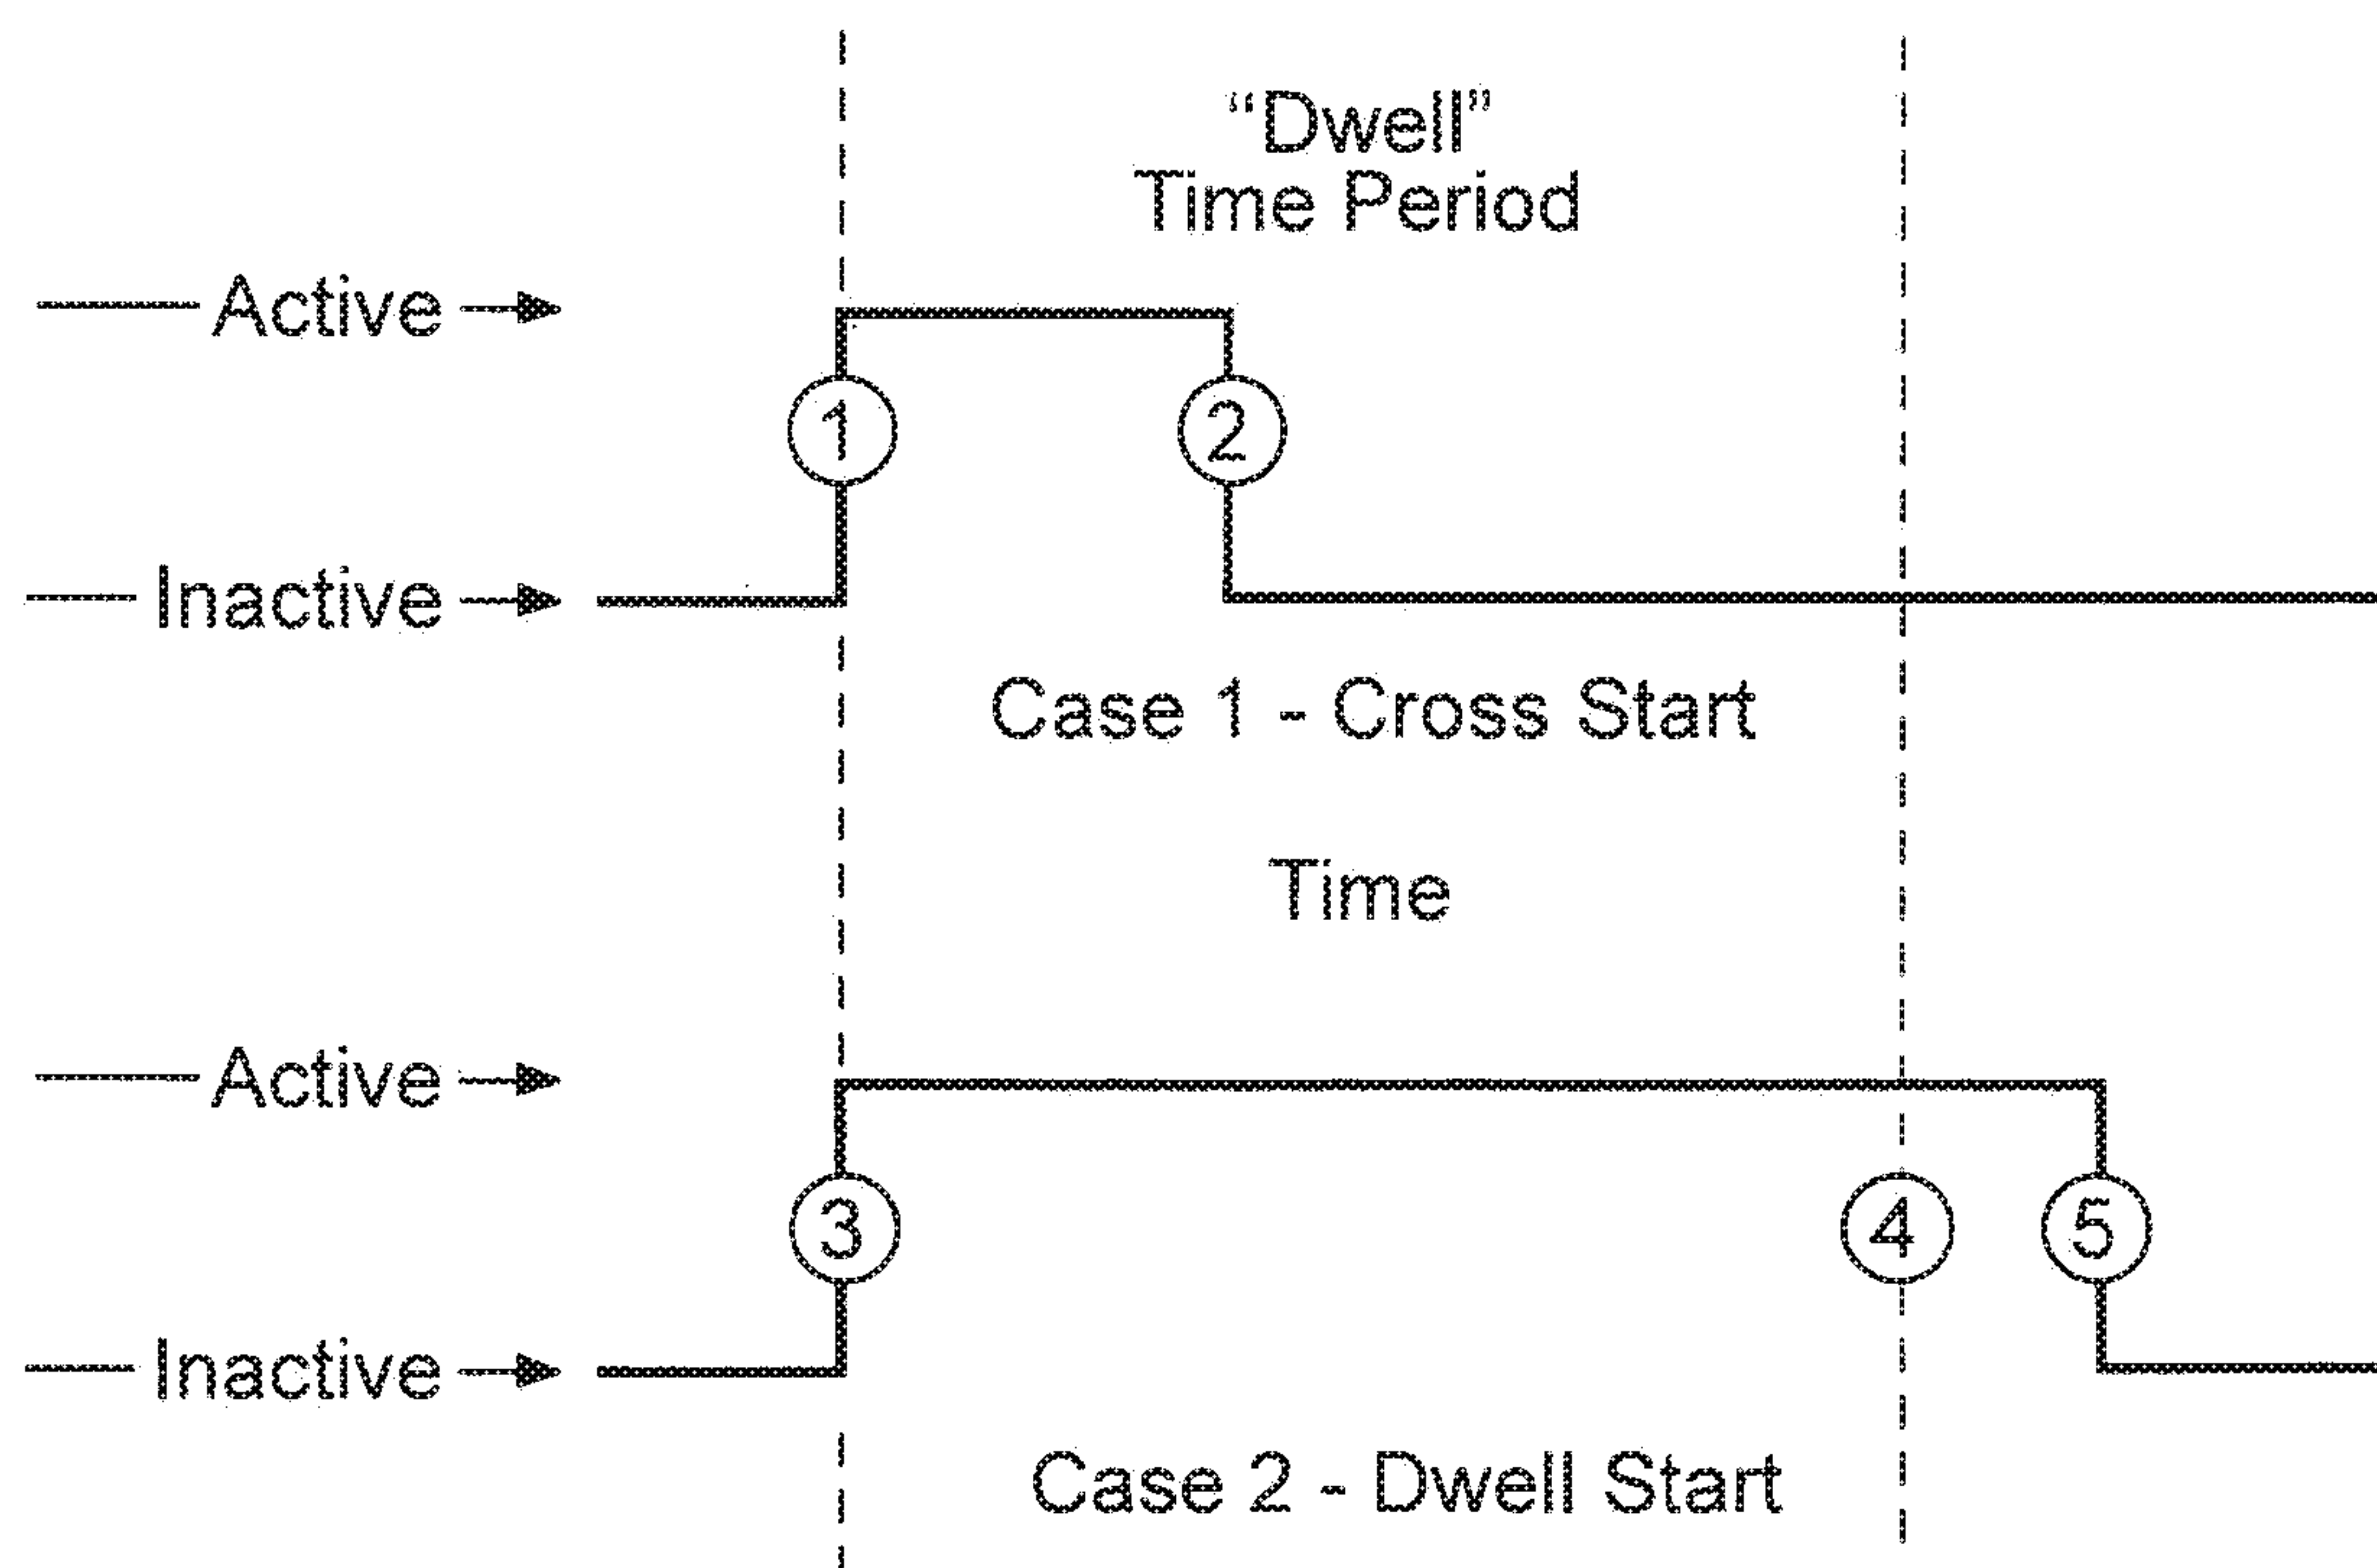 “Dwell”
Time Period
Active
1
2
Inactive
Case 1 - Cross Start
Time
Active
3
4
5
Inactive
Case 2 - Dwell Start